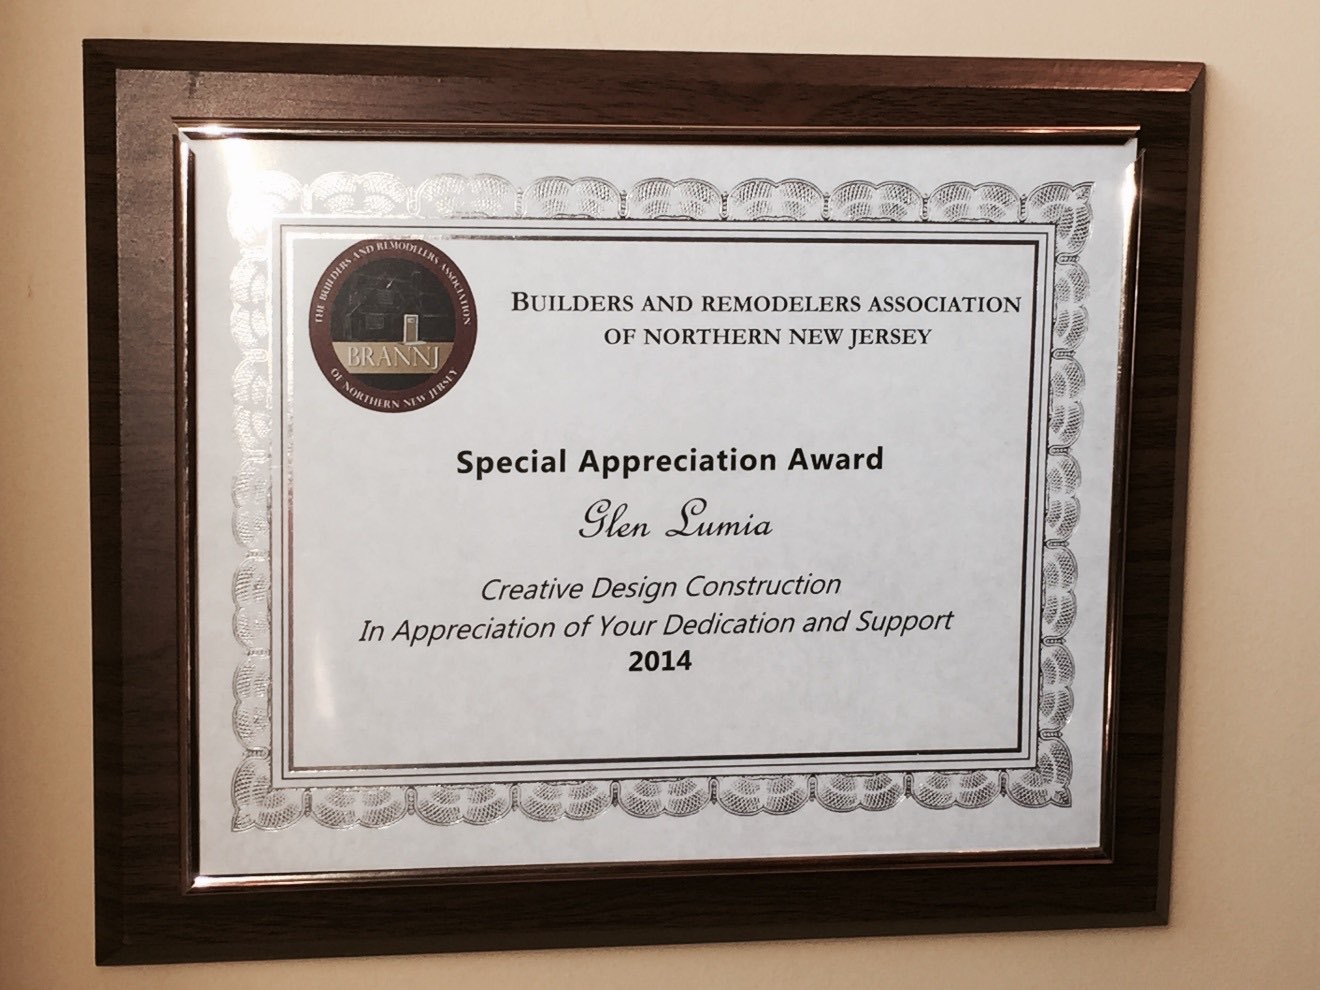 THE BUILDERS AND REMODELERS ASSOCIATION
BRANNJ
OF NORTHERN NEW JERSEY
BUILDERS AND REMODELERS ASSOCIATION
OF NORTHERN NEW JERSEY
Special Appreciation Award
Glen Lumia
Creative Design Construction
In Appreciation of Your Dedication and Support
2014